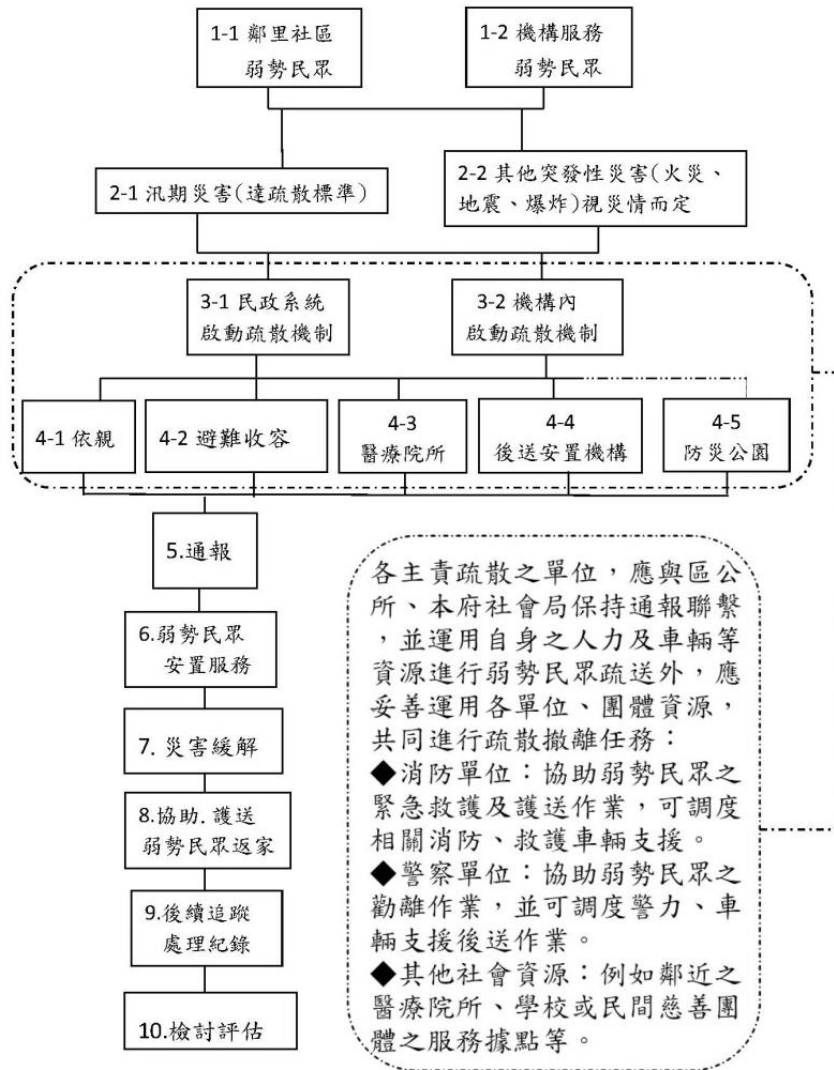 1-1 鄰里社區
弱勢民眾
1-2 機構服務
弱勢民眾
2-1 汛期災害(達疏散標準)
2-2 其他突發性災害(火災、
地震、爆炸)視災情而定
3-1 民政系統
啟動疏散機制
3-2 機構內
啟動疏散機制
4-1 依親
4-2 避難收容
4-3
醫療院所
4-4
後送安置機構
4-5
防災公園
5.通報
6.弱勢民眾
安置服務
7. 災害緩解
8.協助. 護送
弱勢民眾返家
9.後續追蹤
處理紀錄
10.檢討評估
各主責疏散之單位，應與區公
所、本府社會局保持通報聯繫
，並運用自身之人力及車輛等
資源進行弱勢民眾疏送外，應
妥善運用各單位、團體資源，
共同進行疏散撤離任務：
◆消防單位：協助弱勢民眾之
緊急救護及護送作業，可調度
相關消防、救護車輛支援。
◆警察單位：協助弱勢民眾之
勸離作業，並可調度警力、車
輛支援後送作業。
◆其他社會資源：例如鄰近之
醫療院所、學校或民間慈善團
體之服務據點等。